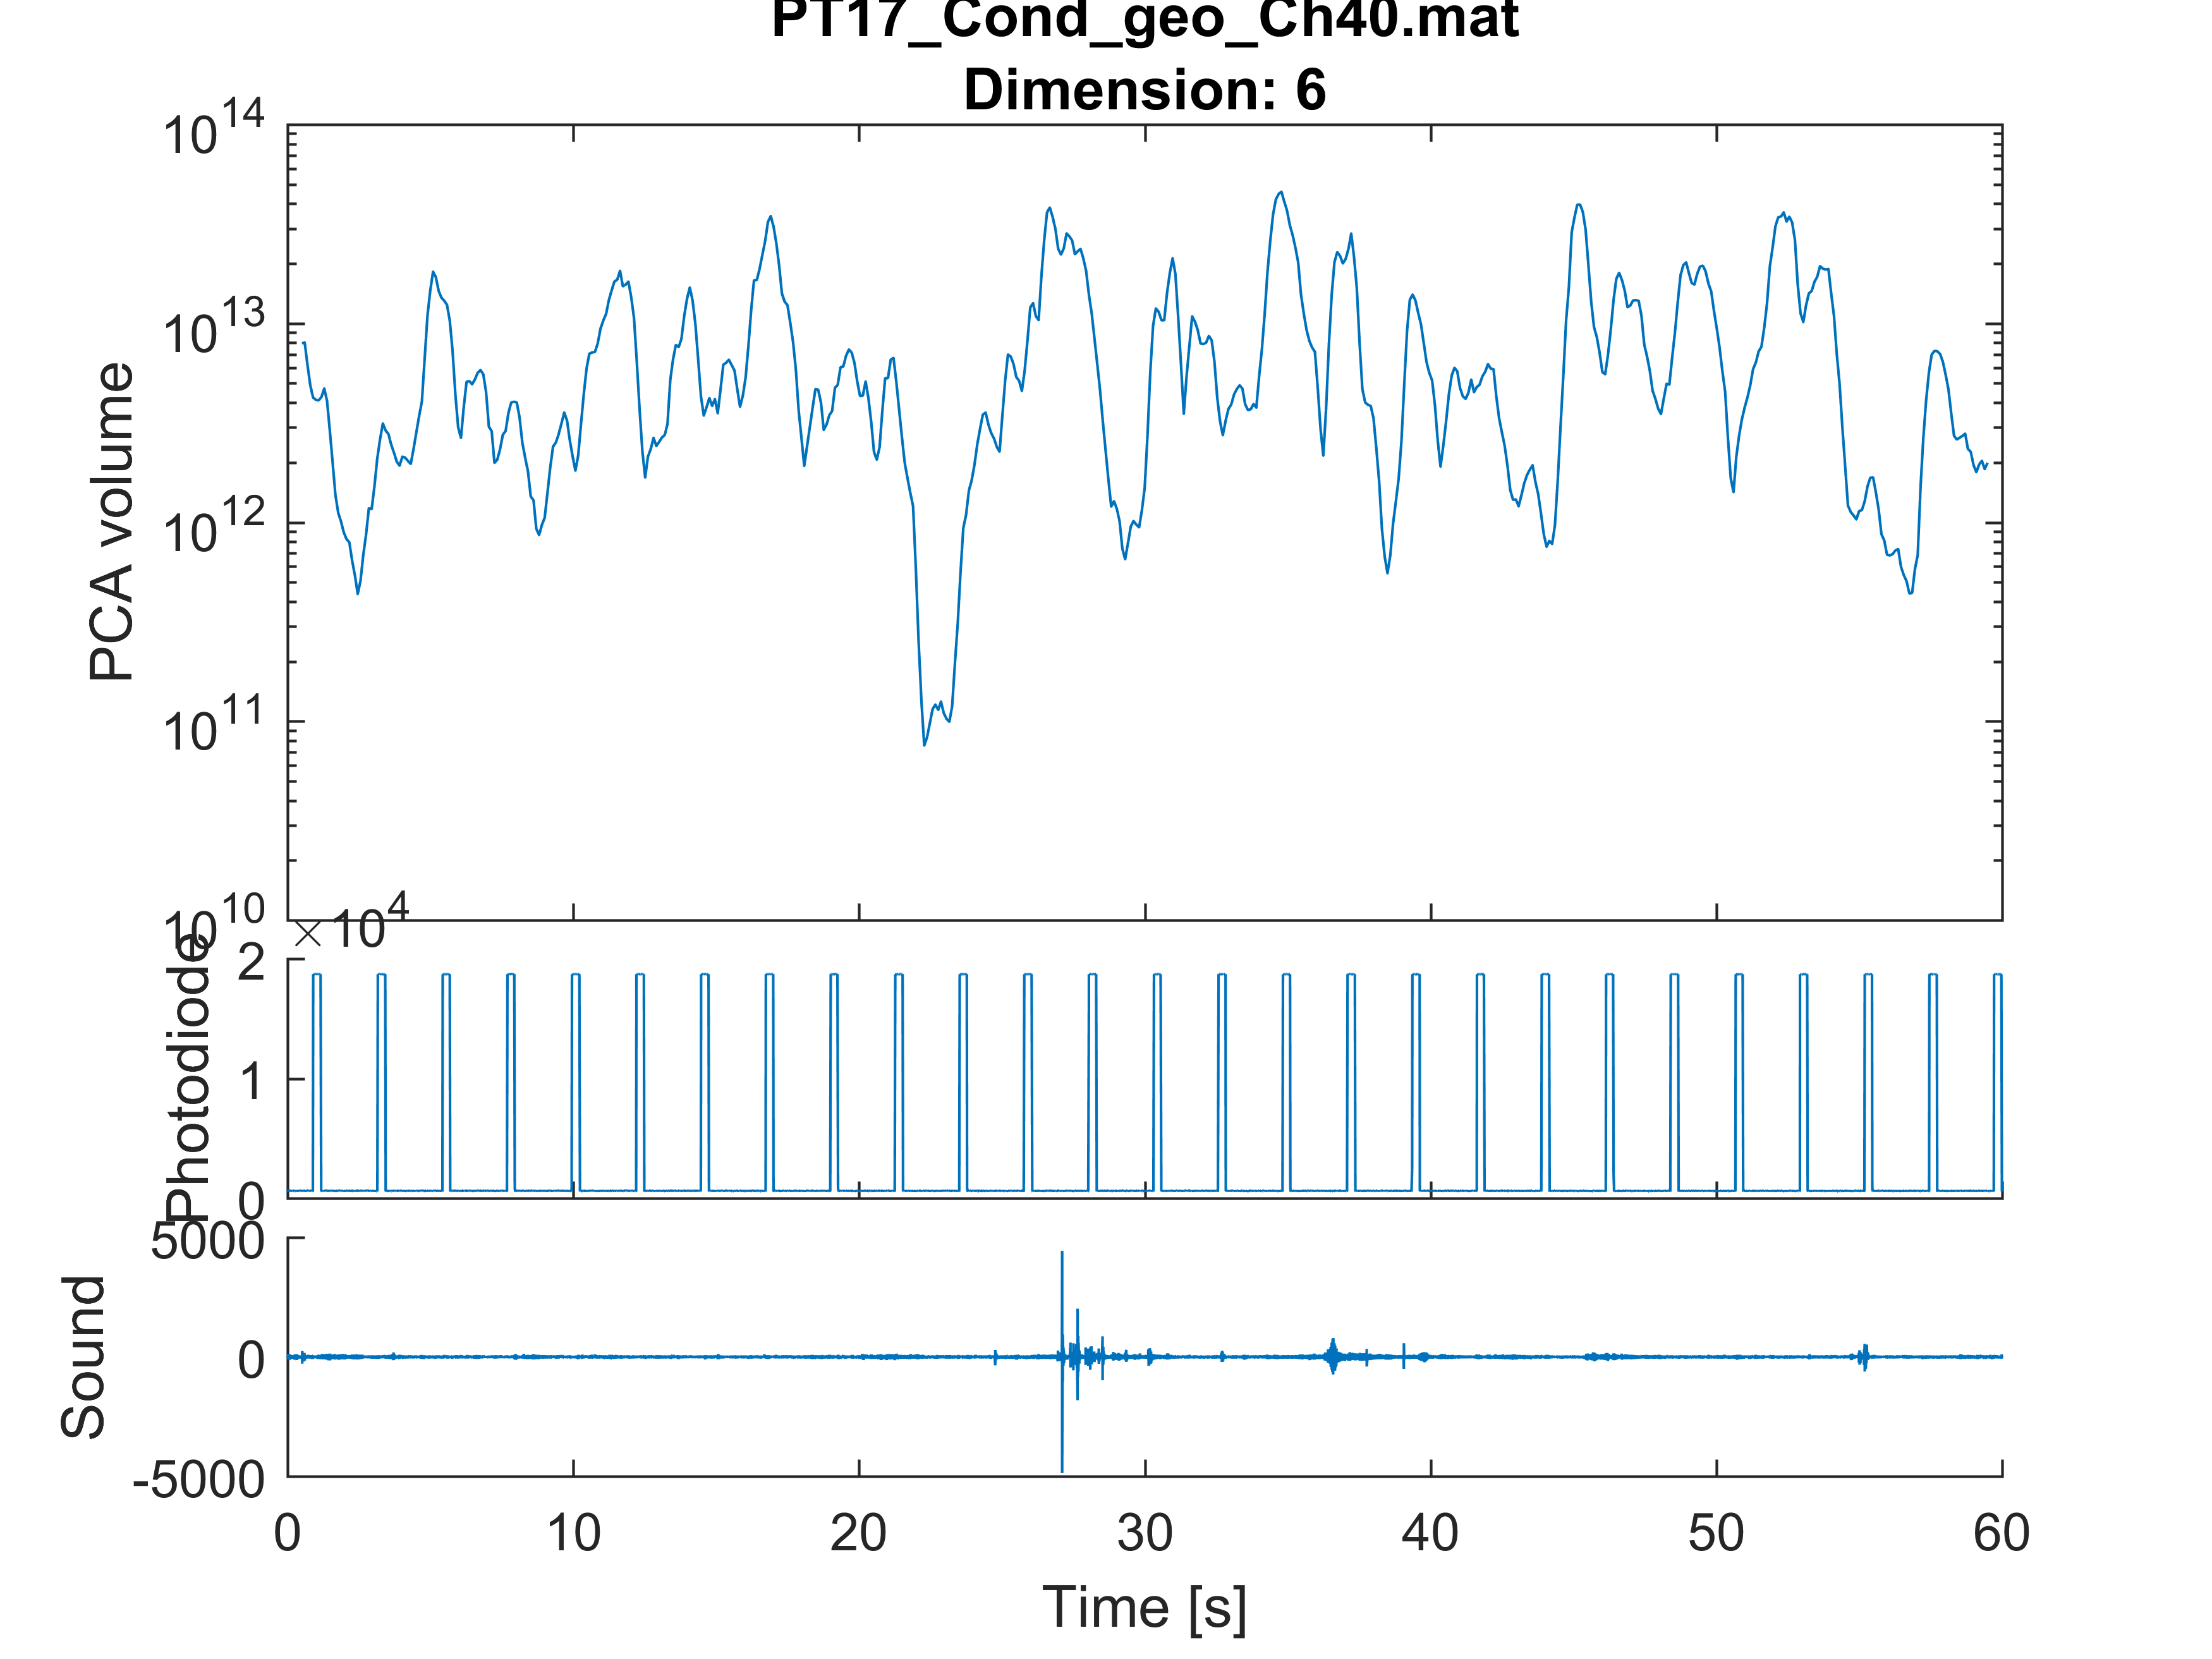 PT17_Cond_geo_Ch40.mat
Dimension: 6
10^14
10^13
10^12
10^11
10^10
PCA volume
× 10^4
2
1
0
Photodiode
5000
0
-5000
Sound
0 10 20 30 40 50 60
Time [s]